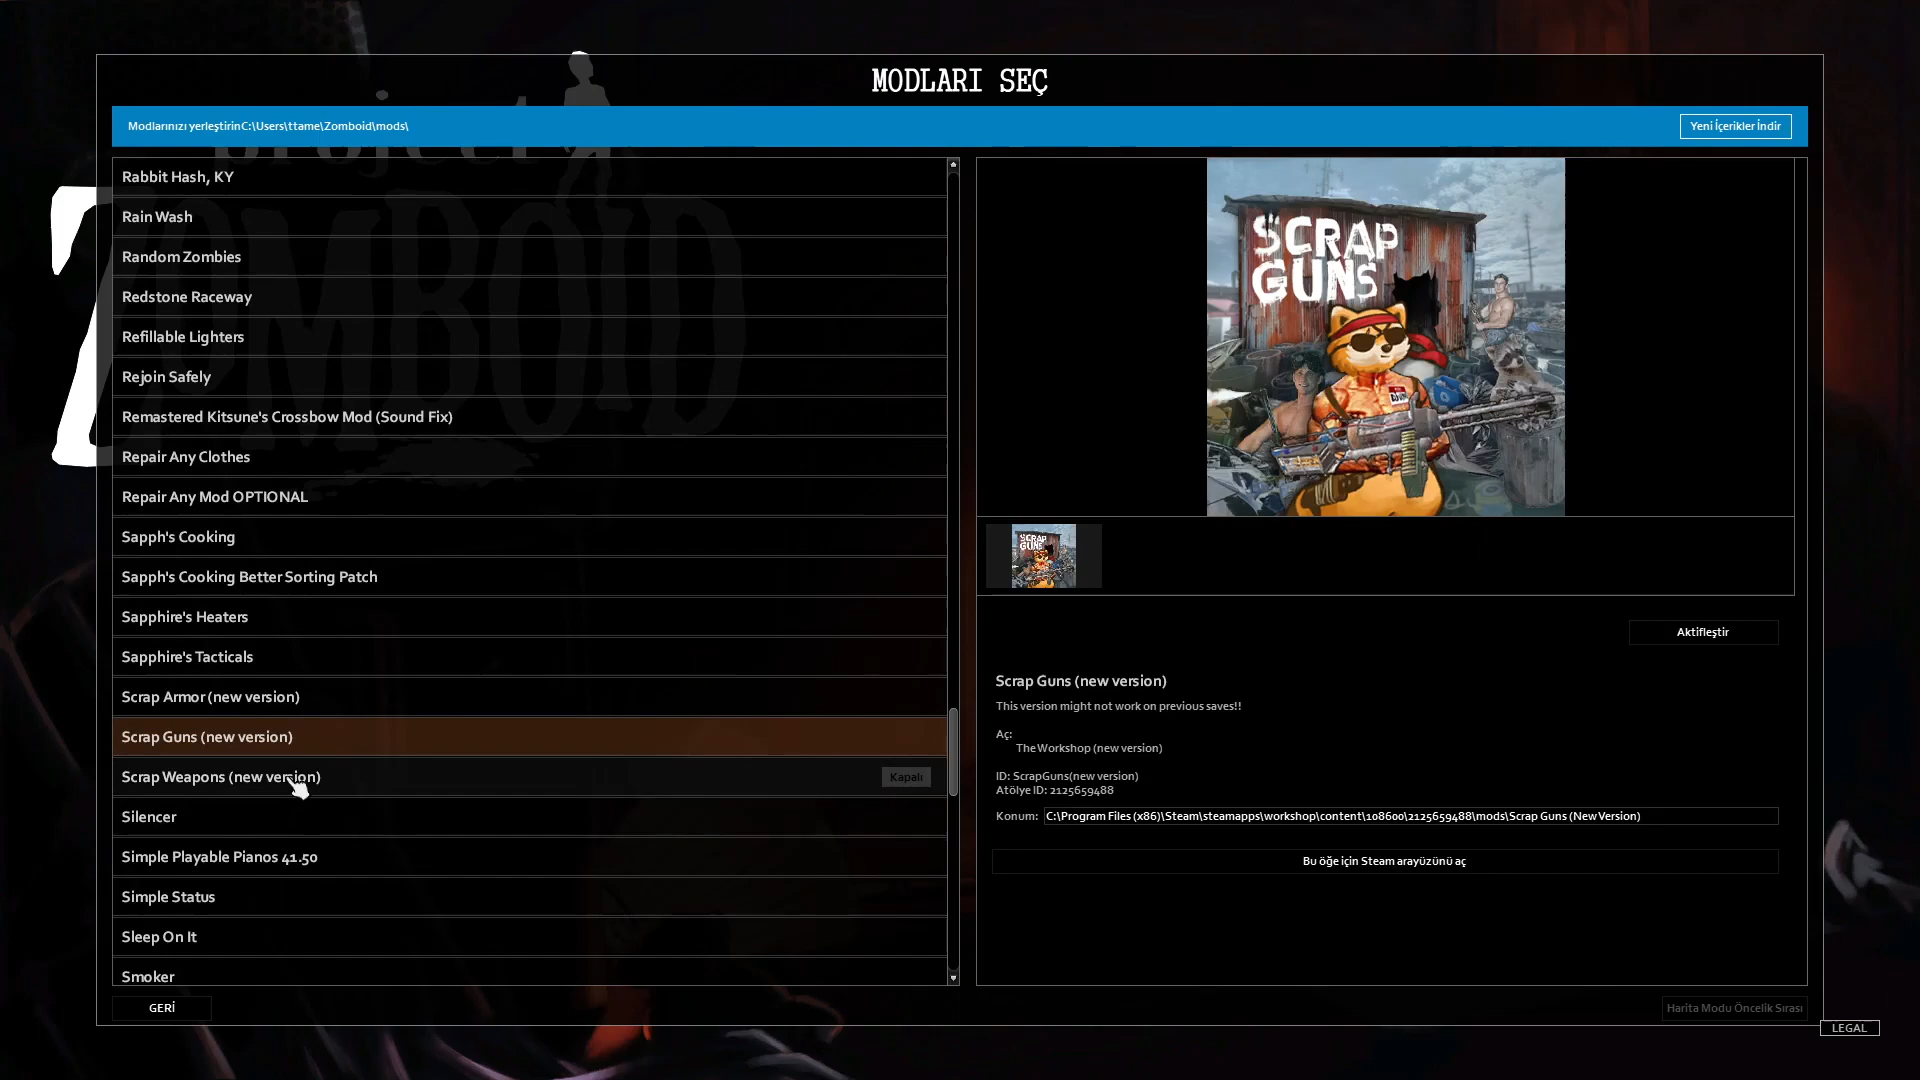 MODLARI SEÇ
Modlarınızı yerleştirinC:\Users\ttame\Zomboid\mods\
Yeni İçerikler İndir
project
ZOMBOID
Rabbit Hash, KY
Rain Wash
Random Zombies
Redstone Raceway
Refillable Lighters
Rejoin Safely
Remastered Kitsune's Crossbow Mod (Sound Fix)
Repair Any Clothes
Repair Any Mod OPTIONAL
Sapph's Cooking
Sapph's Cooking Better Sorting Patch
Sapphire's Heaters
Sapphire's Tacticals
Scrap Armor (new version)
Scrap Guns (new version)
Scrap Weapons (new version)
Kapalı
Silencer
Simple Playable Pianos 41.50
Simple Status
Sleep On It
Smoker
SCRAP
GUNS
SCRAP
GUNS
Aktifleştir
Scrap Guns (new version)
This version might not work on previous saves!!
Aç:
The Workshop (new version)
ID: ScrapGuns(new version)
Atölye ID: 2125659488
Konum: C:\Program Files (x86)\Steam\steamapps\workshop\content\108600\2125659488\mods\Scrap Guns (New Version)
Bu öğe için Steam arayüzünü aç
GERİ
Harita Modu Öncelik Sırası
LEGAL